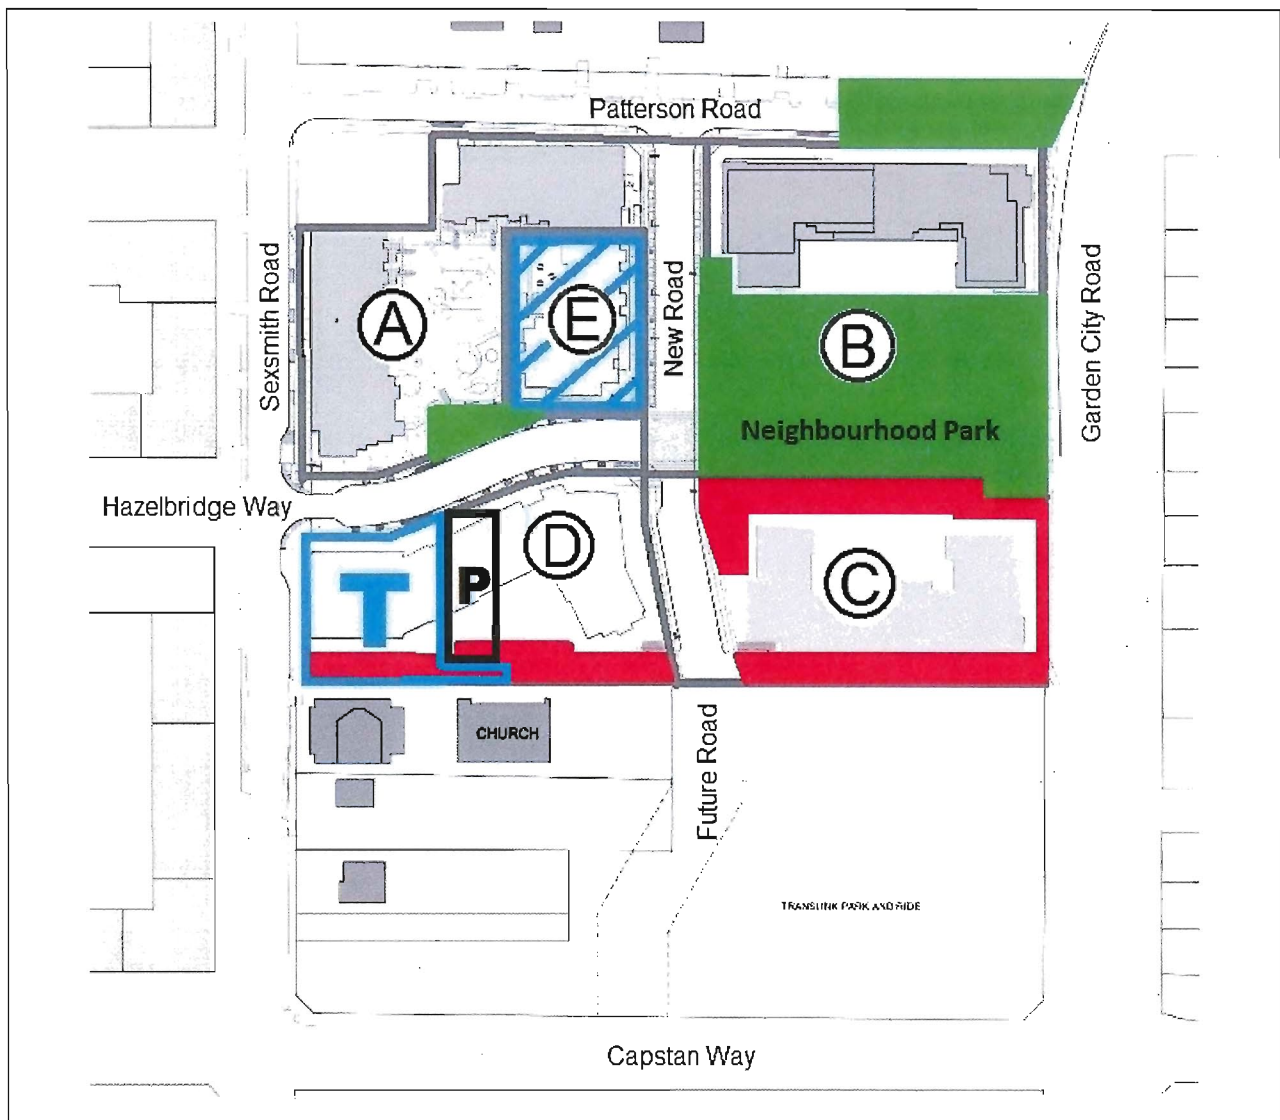 Patterson Road
Sexsmith Road
New Road
Garden City Road
A
E
B
Neighbourhood Park
Hazelbridge Way
D
T
P
C
CHURCH
Future Road
TRANSLINK PARK AND RIDE
Capstan Way